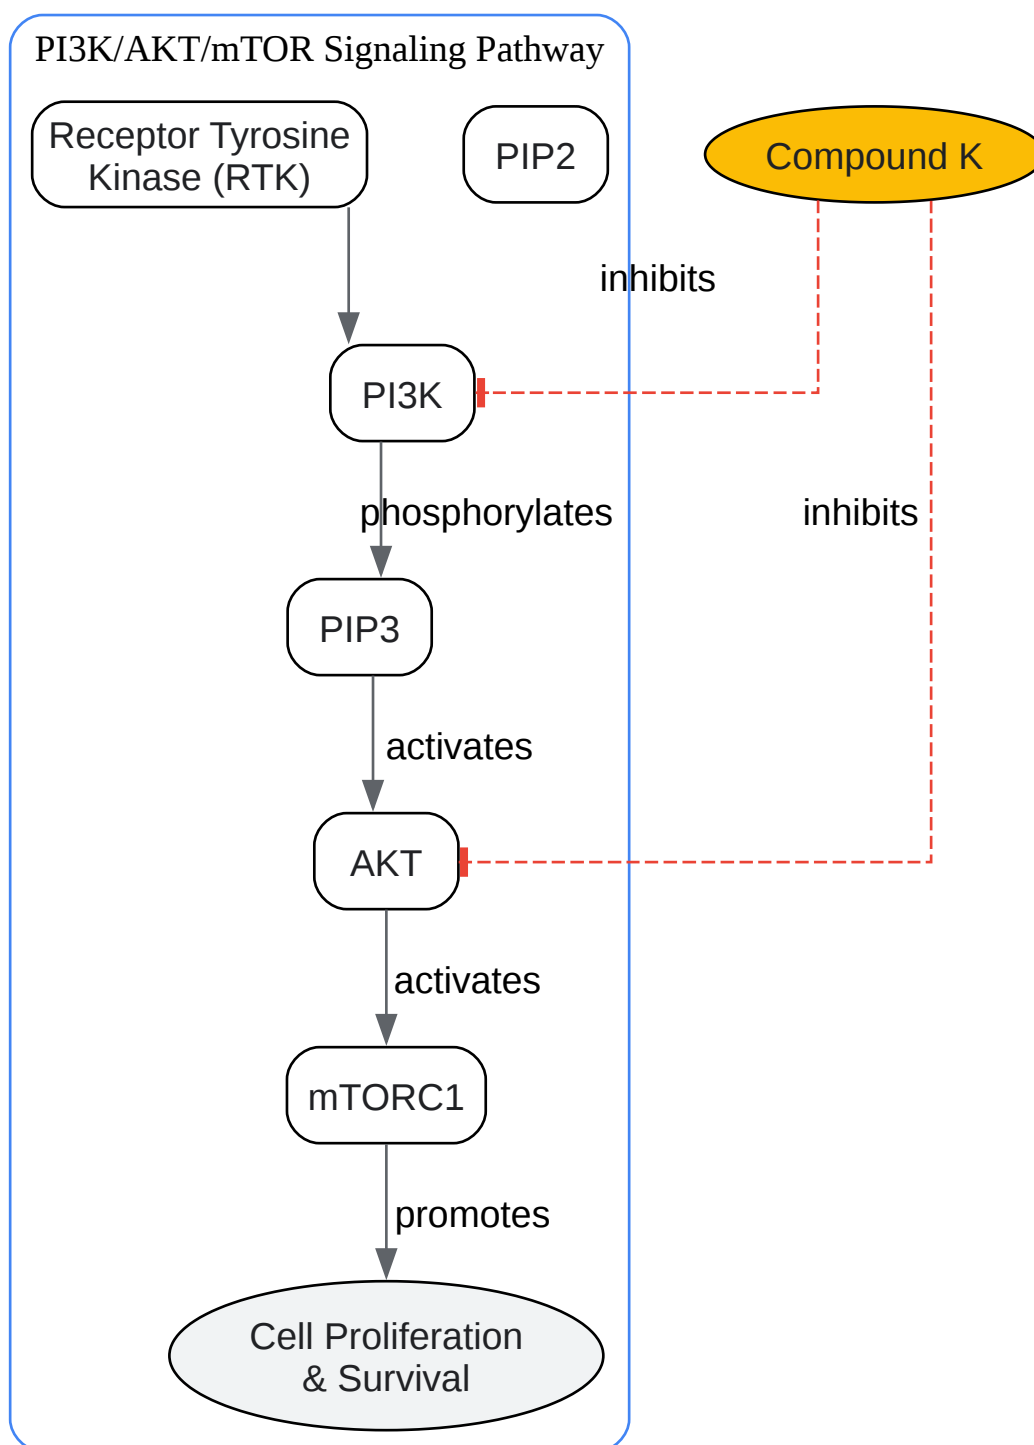 PI3K/AKT/mTOR Signaling Pathway
Receptor Tyrosine
Kinase (RTK)
PIP2
Compound K
inhibits
PI3K
phosphorylates
inhibits
PIP3
activates
AKT
activates
mTORC1
promotes
Cell Proliferation
& Survival